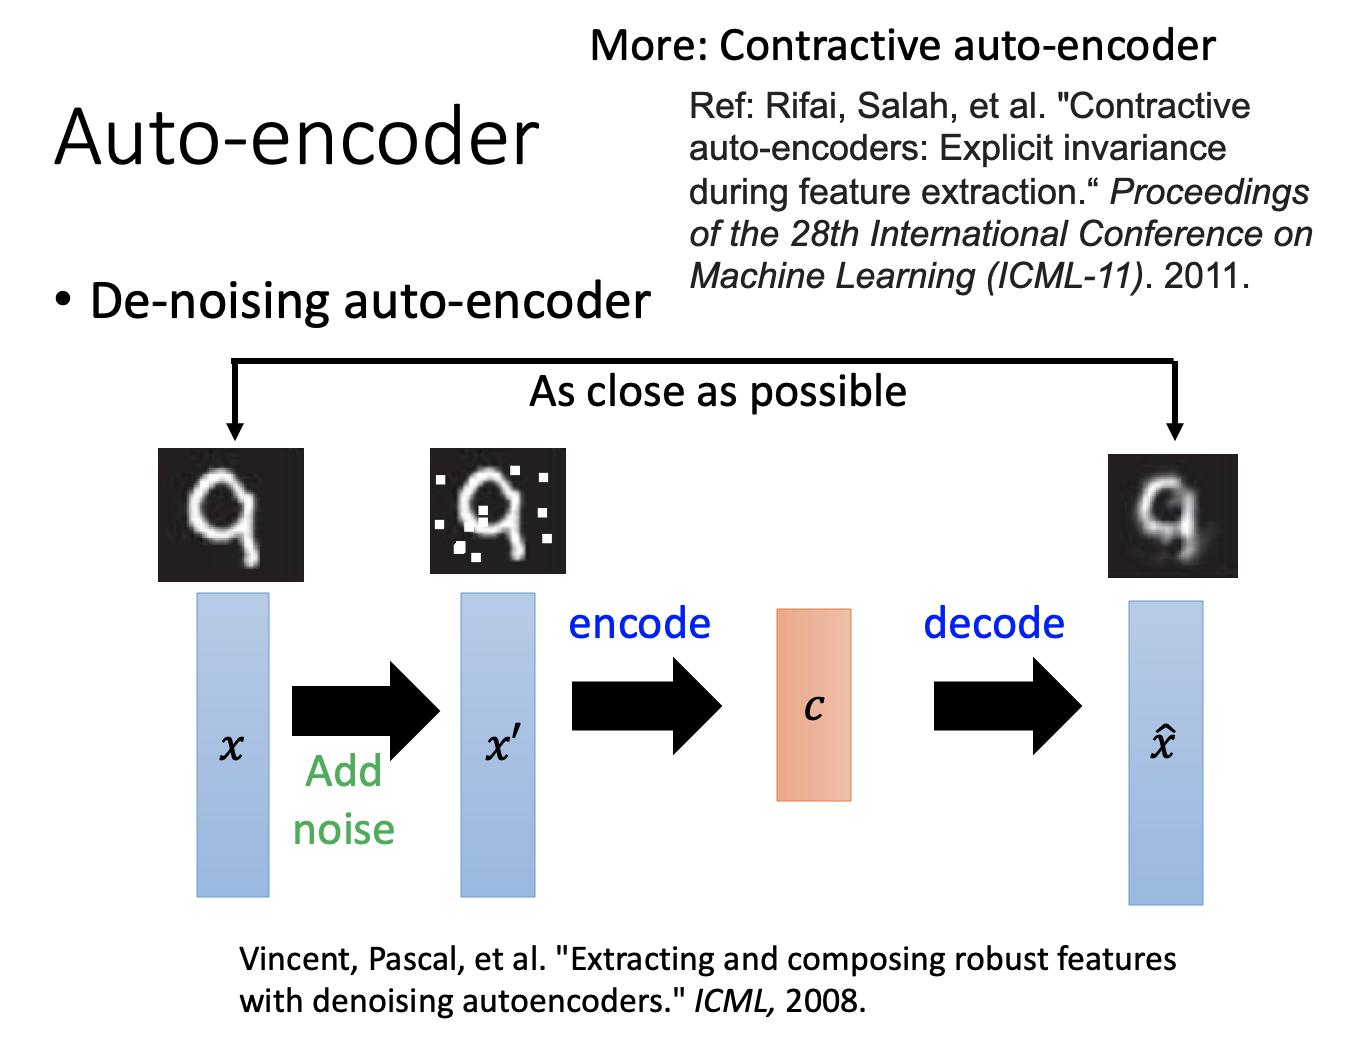 More: Contractive auto-encoder
Auto-encoder
Ref: Rifai, Salah, et al. "Contractive
auto-encoders: Explicit invariance
during feature extraction.“ Proceedings
of the 28th International Conference on
Machine Learning (ICML-11). 2011.
• De-noising auto-encoder
As close as possible
encode
decode
x
x′
c
x̂
Add
noise
Vincent, Pascal, et al. "Extracting and composing robust features
with denoising autoencoders." ICML, 2008.